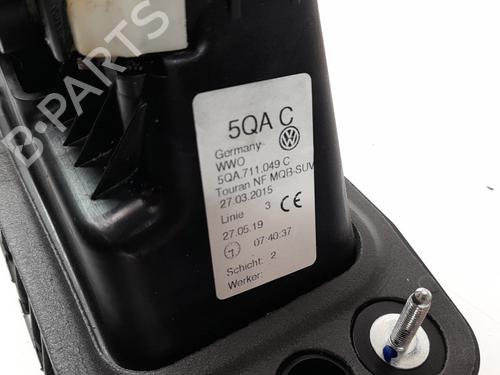 B-PARTS
5QA C
Germany
WWO
5QA.711.049 C
Touran NF MQB-SUV
27.03.2015
Linie 3 CE
27.05.19
07:40:37
Schicht: 2
Werker: